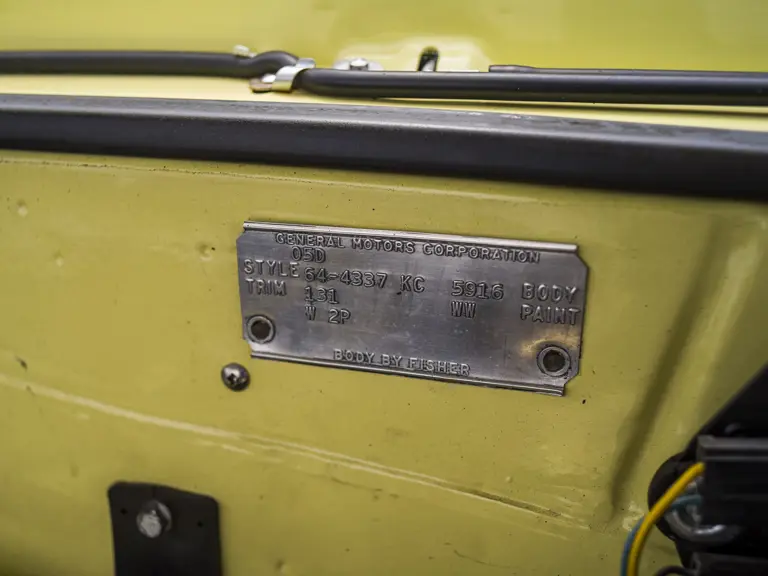 GENERAL MOTORS CORPORATION
05D
STYLE 64-4337 KC 5916 BODY
TRIM 131 WW PAINT
W 2P
BODY BY FISHER